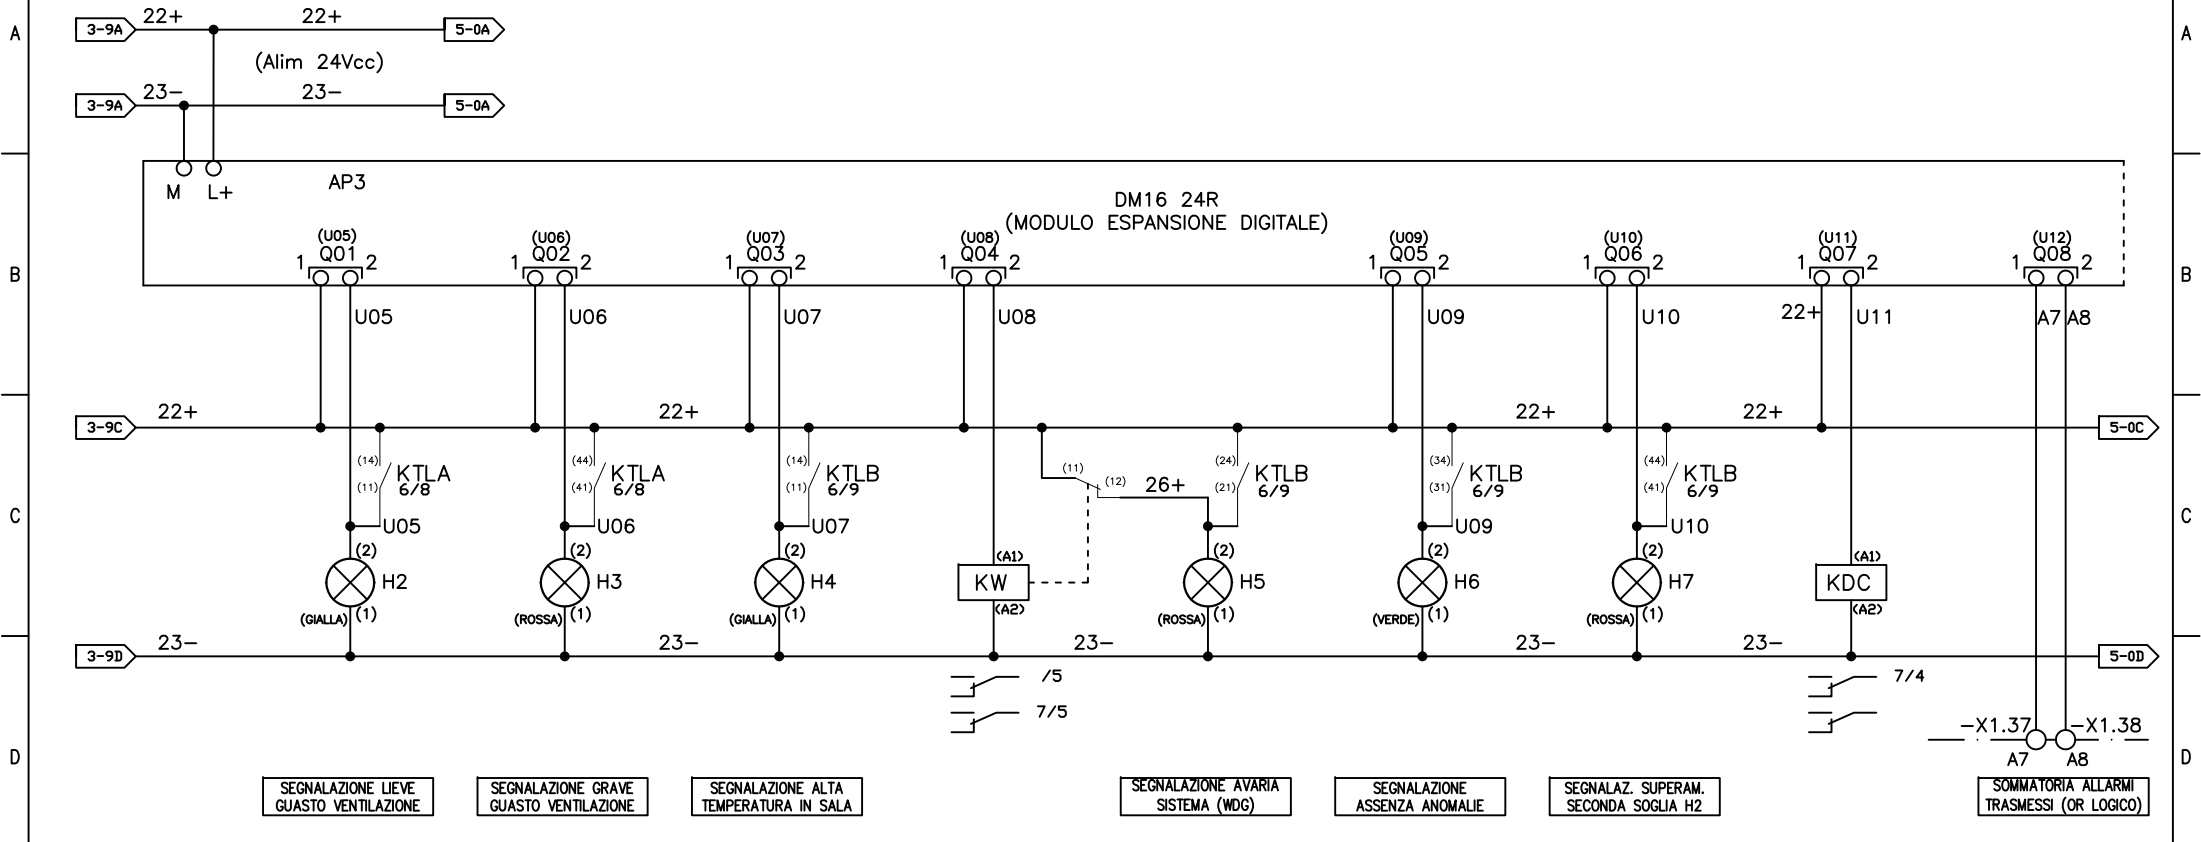 A 22+ 22+ A
3-9A 5-0A
(Alim 24Vcc)
23- 23-
3-9A 5-0A
AP3
M L+
DM16 24R
(MODULO ESPANSIONE DIGITALE)
(U05) (U06) (U07) (U08) (U09) (U10) (U11) (U12)
1 Q01 2 1 Q02 2 1 Q03 2 1 Q04 2 1 Q05 2 1 Q06 2 1 Q07 2 1 Q08 2
B B
U05 U06 U07 U08 U09 U10 22+ U11 A7 A8
22+ 22+ 22+ 22+
3-9C 5-0C
(14) (44) (14) (11) (24) (34) (44)
KTLA KTLA KTLB (12) 26+ KTLB KTLB KTLB
(11) 6/8 (41) 6/8 (11) 6/9 (21) 6/9 (31) 6/9 (41) 6/9
C C
U05 U06 U07 U09 U10
(2) (2) (2) (A1) (2) (2) (2) (A1)
H2 H3 H4 KW H5 H6 H7 KDC
(GIALLA) (1) (ROSSA) (1) (GIALLA) (1) (A2) (ROSSA) (1) (VERDE) (1) (ROSSA) (1) (A2)
23- 23- 23- 23- 23-
3-9D 5-0D
/5 7/4
7/5
-X1.37 -X1.38
D A7 A8 D
SEGNALAZIONE LIEVE
GUASTO VENTILAZIONE
SEGNALAZIONE GRAVE
GUASTO VENTILAZIONE
SEGNALAZIONE ALTA
TEMPERATURA IN SALA
SEGNALAZIONE AVARIA
SISTEMA (WDG)
SEGNALAZIONE
ASSENZA ANOMALIE
SEGNALAZ. SUPERAM.
SECONDA SOGLIA H2
SOMMATORIA ALLARMI
TRASMESSI (OR LOGICO)